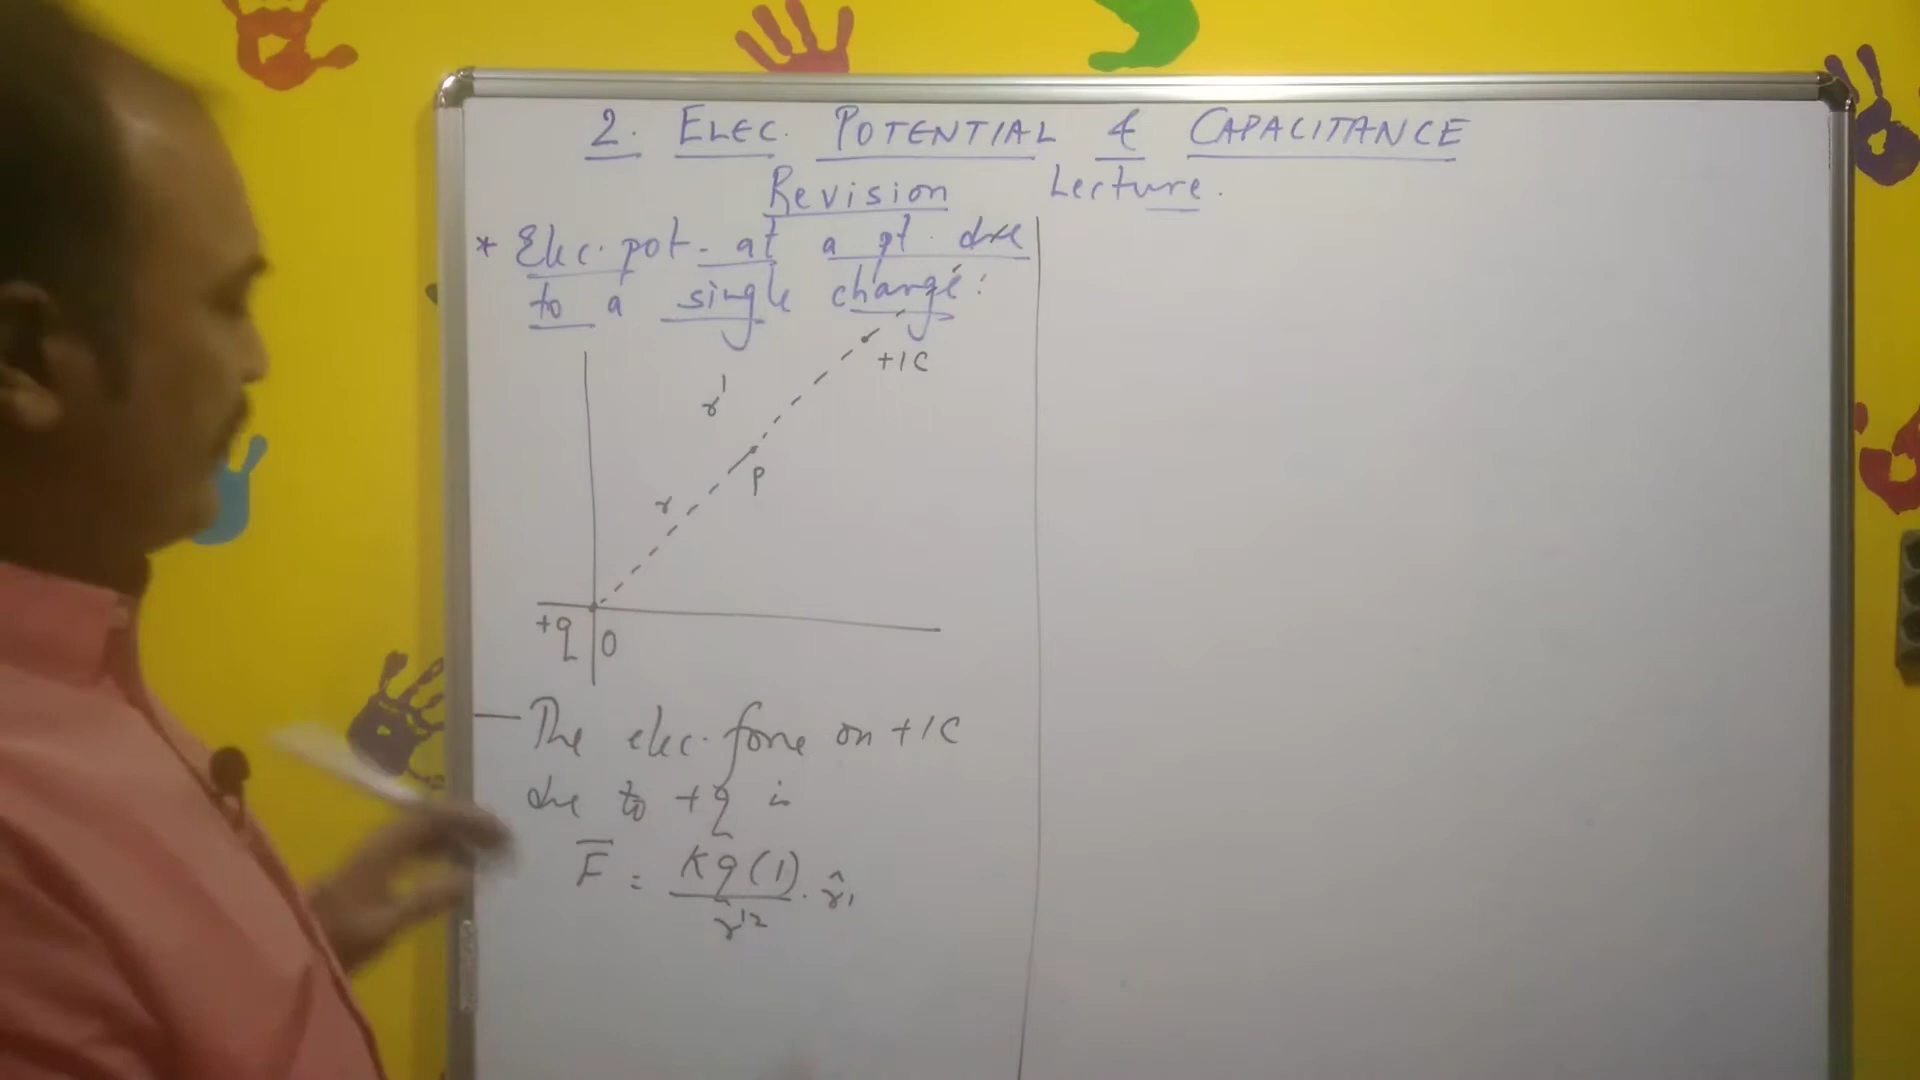 2. ELEC. POTENTIAL & CAPACITANCE
Revision Lecture.
* Elec. pot. at a pt. due
to a single charge:
+1C
r'
P
r
+q O
— The elec. force on +1C
due to +q is
F̅ = Kq(1)/r'² . r̂'